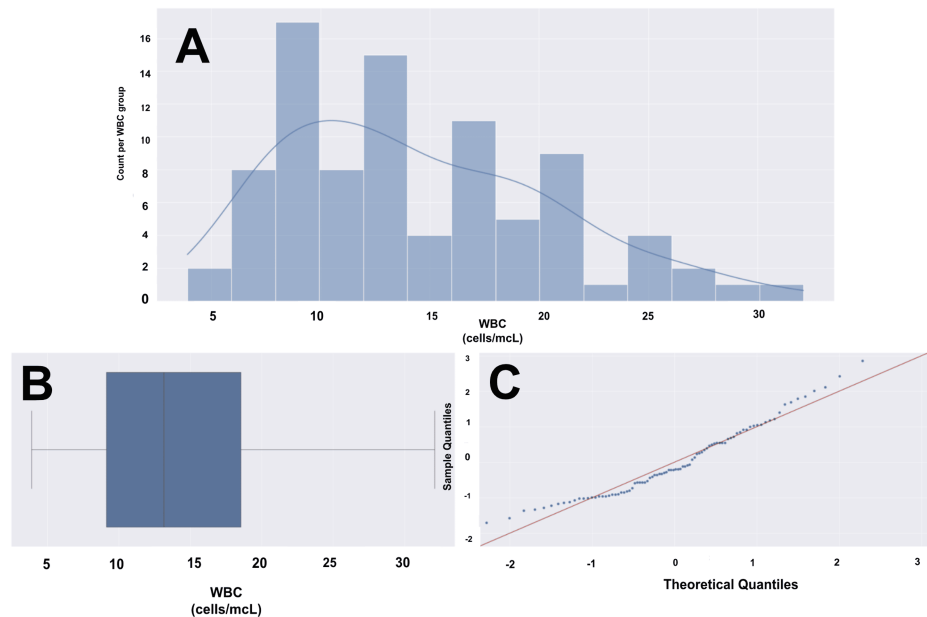 A
Count per WBC group
16
14
12
10
8
6
4
2
0
5 10 15 20 25 30
WBC
(cells/mcL)
B
5 10 15 20 25 30
WBC
(cells/mcL)
C
Sample Quantiles
3
2
1
0
-1
-2
-2 -1 0 1 2 3
Theoretical Quantiles